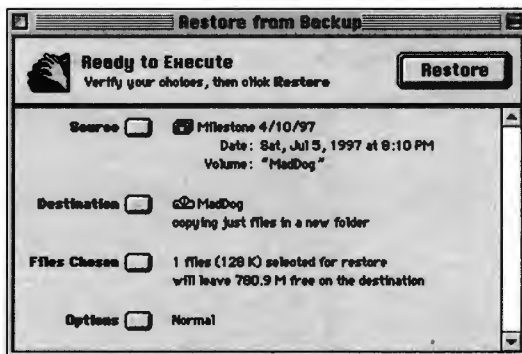 Restore from Backup
Ready to Execute
Verify your choices, then click Restore
Restore
Source
Milestone 4/10/97
Date: Sat, Jul 5, 1997 at 8:10 PM
Volume: "MadDog"
Destination
MadDog
copying just files in a new folder
Files Chosen
1 files (128 K) selected for restore
will leave 780.9 M free on the destination
Options
Normal